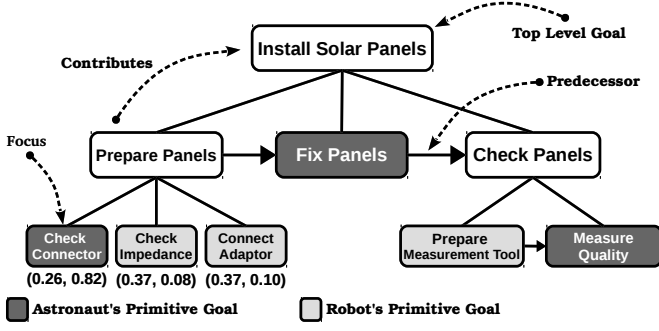 Install Solar Panels
Top Level Goal
Contributes
Predecessor
Focus
Prepare Panels
Fix Panels
Check Panels
Check
Connector
Check
Impedance
Connect
Adaptor
Prepare
Measurement Tool
Measure
Quality
(0.26, 0.82) (0.37, 0.08) (0.37, 0.10)
Astronaut's Primitive Goal
Robot's Primitive Goal